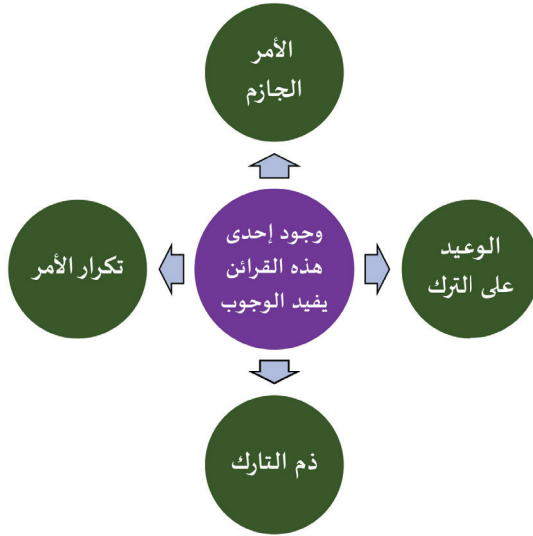 الأمر
الجازم
وجود إحدى
هذه القرائن
يفيد الوجوب
الوعيد
على الترك
تكرار الأمر
ذم التارك